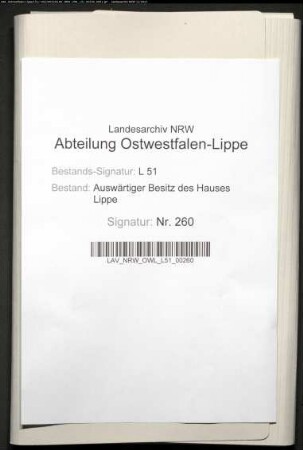 Landesarchiv NRW
Abteilung Ostwestfalen-Lippe
Bestands-Signatur: L 51
Bestand: Auswärtiger Besitz des Hauses
Lippe
Signatur: Nr. 260
LAV_NRW_OWL_L51_00260